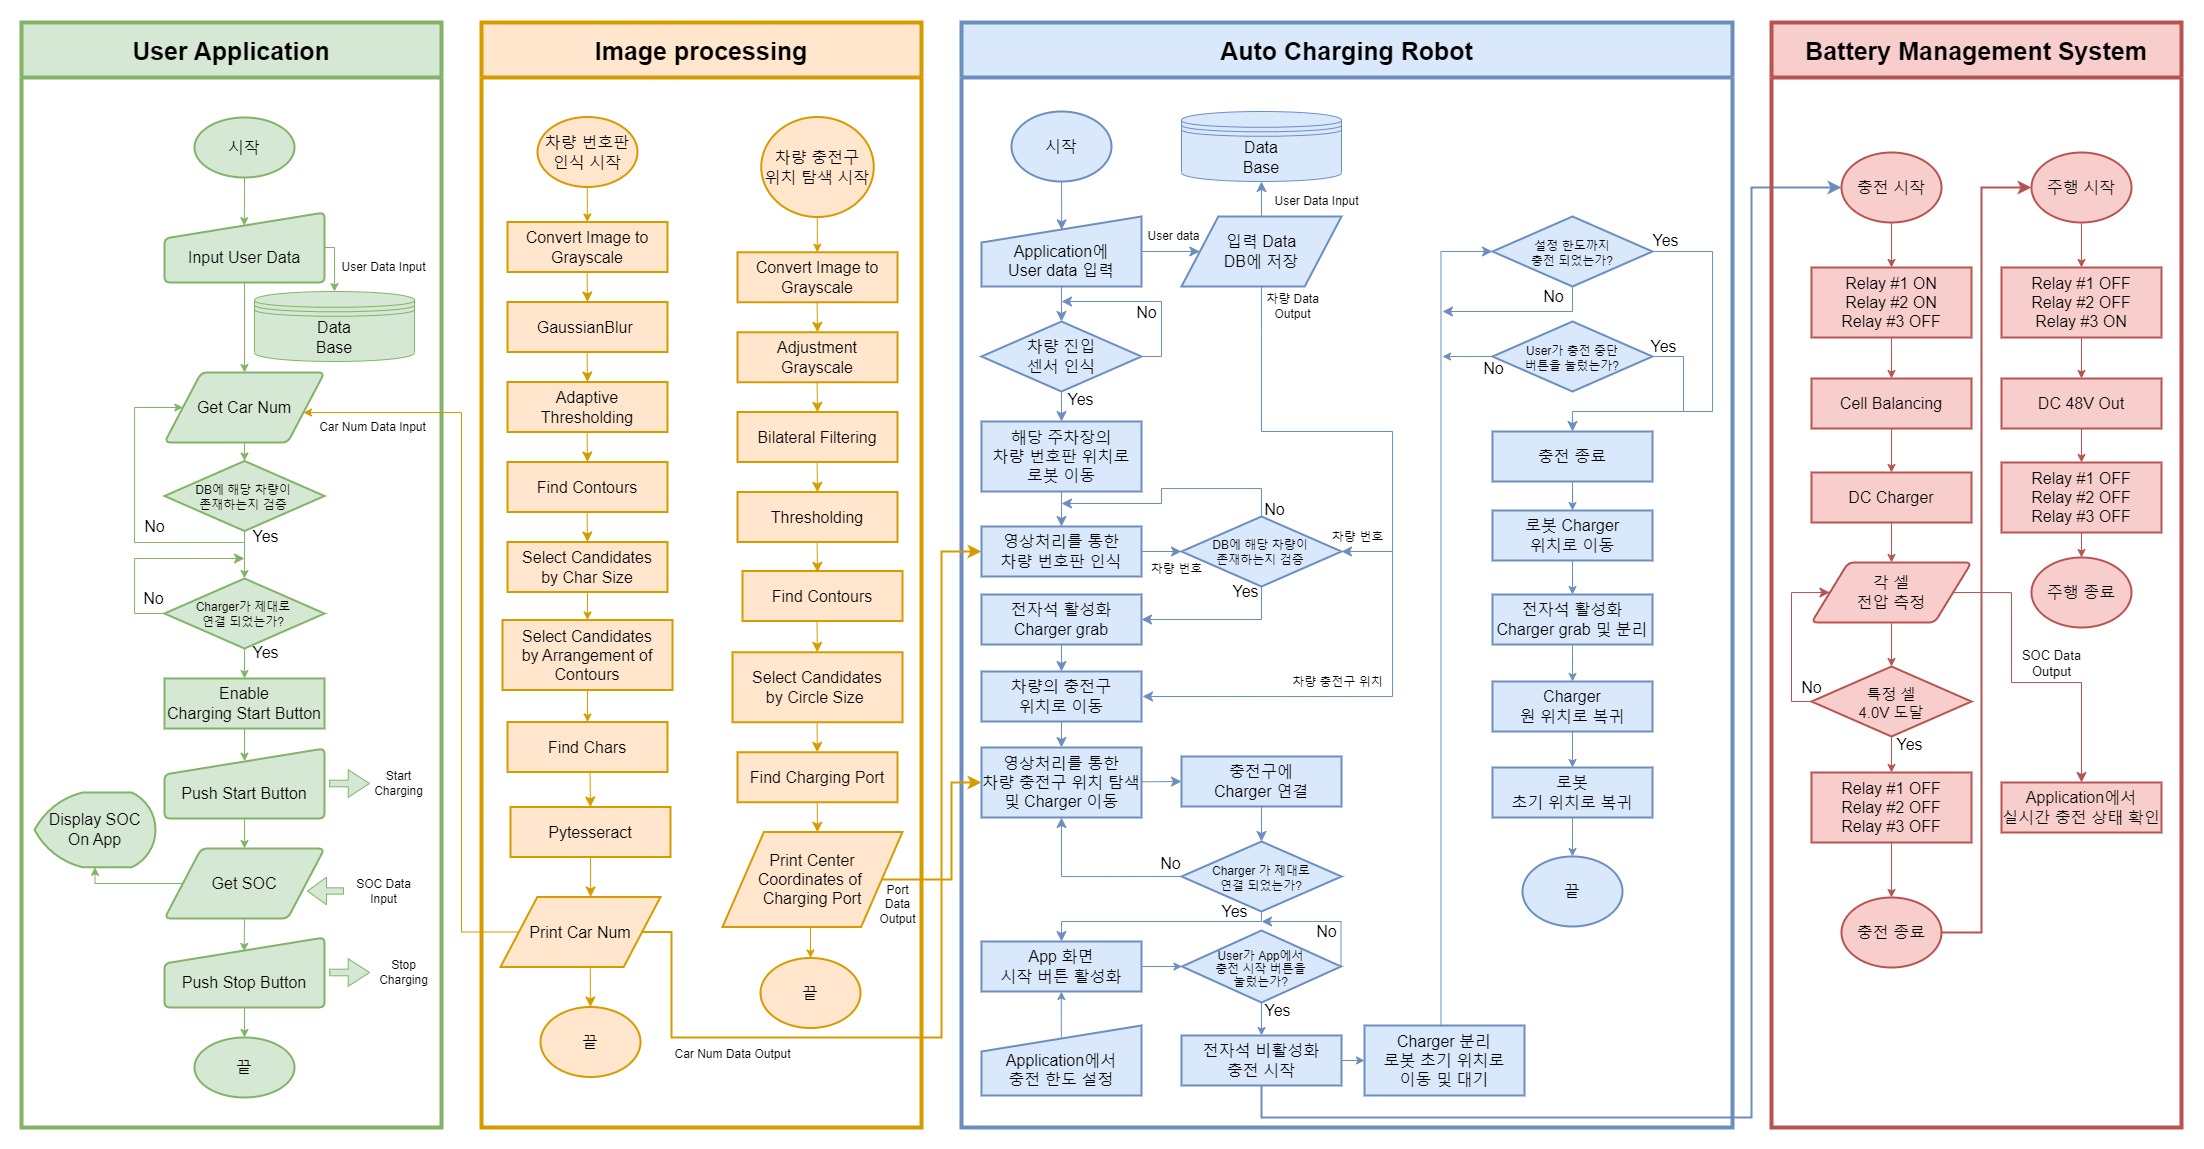 User Application
시작
Input User Data
User Data Input
Data
Base
Get Car Num
Car Num Data Input
DB에 해당 차량이
존재하는지 검증
No
Yes
No
Charger가 제대로
연결 되었는가?
Yes
Enable
Charging Start Button
Push Start Button
Start
Charging
Display SOC
On App
Get SOC
SOC Data
Input
Push Stop Button
Stop
Charging
끝
Image processing
차량 번호판
인식 시작
Convert Image to
Grayscale
GaussianBlur
Adaptive
Thresholding
Find Contours
Select Candidates
by Char Size
Select Candidates
by Arrangement of
Contours
Find Chars
Pytesseract
Print Car Num
끝
Car Num Data Output
차량 충전구
위치 탐색 시작
Convert Image to
Grayscale
Adjustment
Grayscale
Bilateral Filtering
Thresholding
Find Contours
Select Candidates
by Circle Size
Find Charging Port
Print Center
Coordinates of
Charging Port
Port
Data
Output
끝
Auto Charging Robot
시작
Data
Base
User Data Input
Application에
User data 입력
User data
입력 Data
DB에 저장
차량 Data
Output
No
차량 진입
센서 인식
Yes
해당 주차장의
차량 번호판 위치로
로봇 이동
No
영상처리를 통한
차량 번호판 인식
차량 번호
DB에 해당 차량이
존재하는지 검증
차량 번호
Yes
전자석 활성화
Charger grab
차량의 충전구
위치로 이동
차량 충전구 위치
영상처리를 통한
차량 충전구 위치 탐색
및 Charger 이동
충전구에
Charger 연결
No
Charger 가 제대로
연결 되었는가?
Yes
App 화면
시작 버튼 활성화
No
User가 App에서
충전 시작 버튼을
눌렀는가?
Yes
Application에서
충전 한도 설정
전자석 비활성화
충전 시작
Charger 분리
로봇 초기 위치로
이동 및 대기
설정 한도까지
충전 되었는가?
Yes
No
User가 충전 중단
버튼을 눌렀는가?
Yes
No
충전 종료
로봇 Charger
위치로 이동
전자석 활성화
Charger grab 및 분리
Charger
원 위치로 복귀
로봇
초기 위치로 복귀
끝
Battery Management System
충전 시작
Relay #1 ON
Relay #2 ON
Relay #3 OFF
Cell Balancing
DC Charger
각 셀
전압 측정
No
특정 셀
4.0V 도달
Yes
Relay #1 OFF
Relay #2 OFF
Relay #3 OFF
충전 종료
주행 시작
Relay #1 OFF
Relay #2 OFF
Relay #3 ON
DC 48V Out
Relay #1 OFF
Relay #2 OFF
Relay #3 OFF
주행 종료
SOC Data
Output
Application에서
실시간 충전 상태 확인